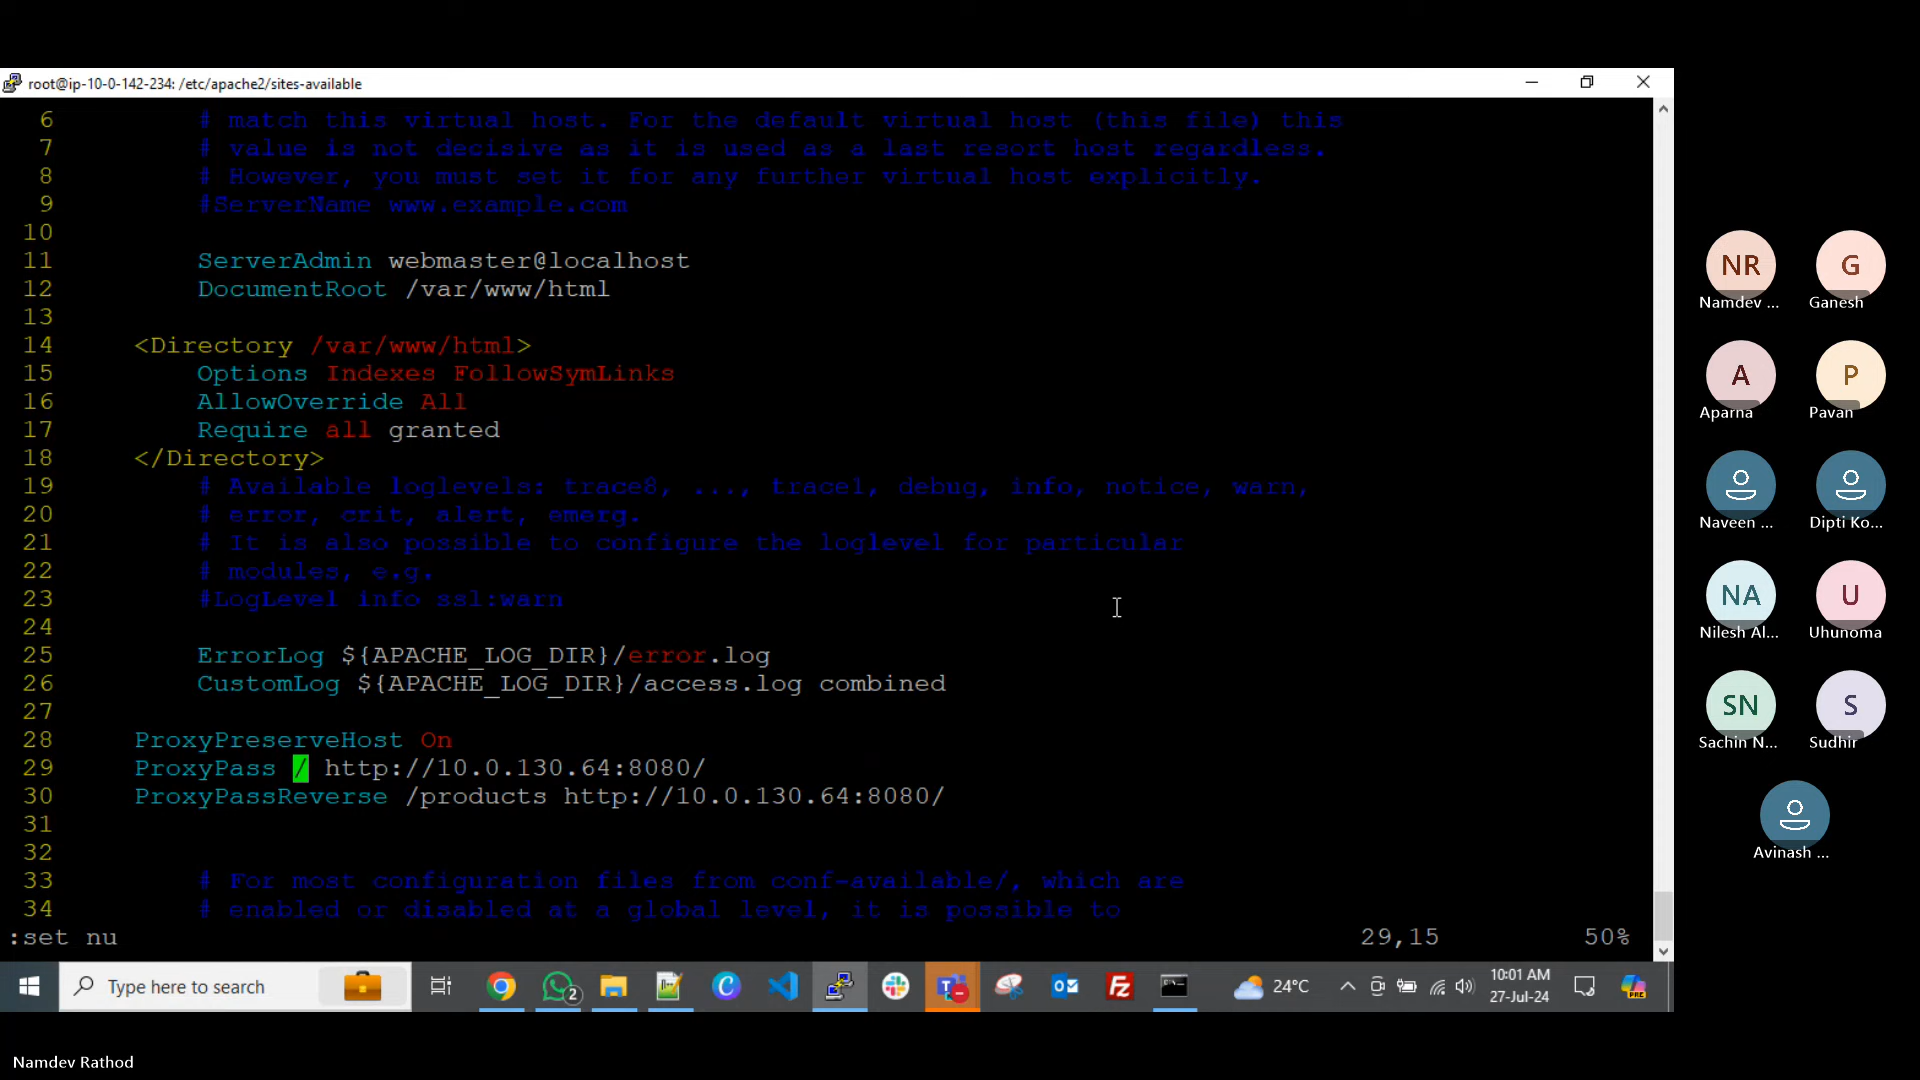 root@ip-10-0-142-234: /etc/apache2/sites-available
6 # match this virtual host. For the default virtual host (this file) this
7 # value is not decisive as it is used as a last resort host regardless.
8 # However, you must set it for any further virtual host explicitly.
9 #ServerName www.example.com
10
11 ServerAdmin webmaster@localhost
12 DocumentRoot /var/www/html
13
14 <Directory /var/www/html>
15 Options Indexes FollowSymLinks
16 AllowOverride All
17 Require all granted
18 </Directory>
19 # Available loglevels: trace8, ..., trace1, debug, info, notice, warn,
20 # error, crit, alert, emerg.
21 # It is also possible to configure the loglevel for particular
22 # modules, e.g.
23 #LogLevel info ssl:warn
24
25 ErrorLog ${APACHE_LOG_DIR}/error.log
26 CustomLog ${APACHE_LOG_DIR}/access.log combined
27
28 ProxyPreserveHost On
29 ProxyPass / http://10.0.130.64:8080/
30 ProxyPassReverse /products http://10.0.130.64:8080/
31
32
33 # For most configuration files from conf-available/, which are
34 # enabled or disabled at a global level, it is possible to
:set nu 29,15 50%
Type here to search
2
24°C
10:01 AM
27-Jul-24
PRE
NR
Namdev ...
G
Ganesh
A
Aparna
P
Pavan
Naveen ...
Dipti Ko...
NA
Nilesh Al...
U
Uhunoma
SN
Sachin N...
S
Sudhir
Avinash ...
Namdev Rathod